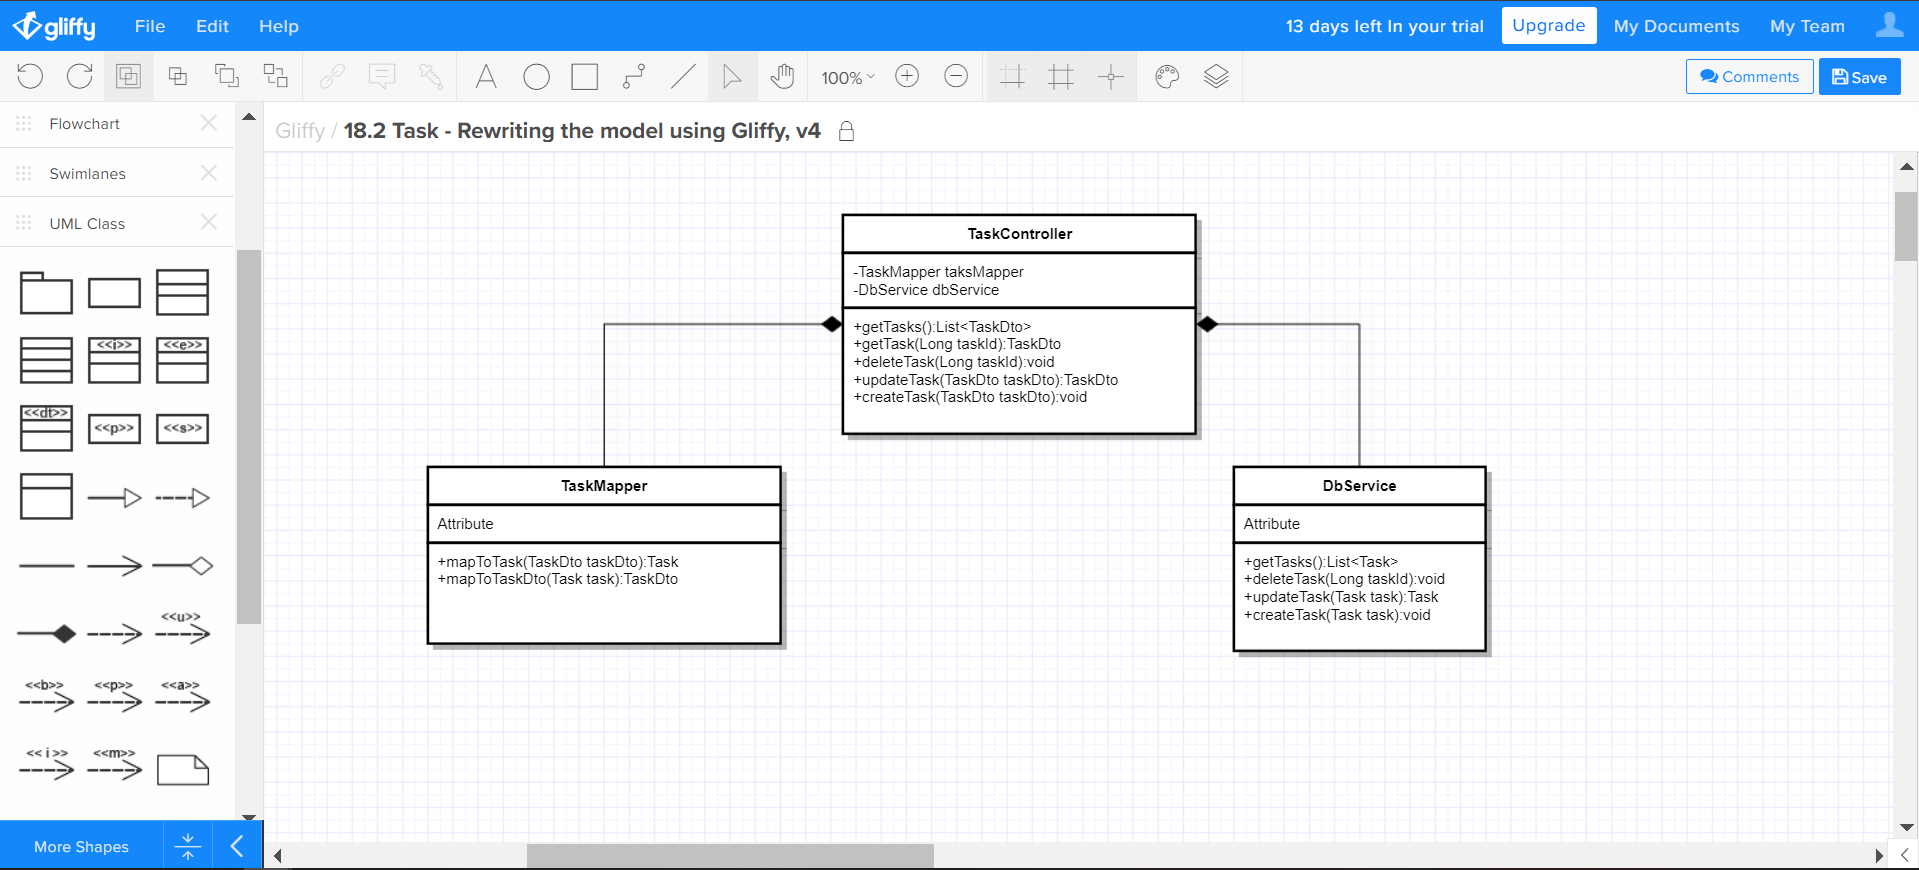 gliffy File Edit Help 13 days left In your trial Upgrade My Documents My Team
100% Comments Save
Gliffy / 18.2 Task - Rewriting the model using Gliffy, v4
Flowchart
Swimlanes
UML Class
<<i>> <<e>>
<<dt>>
<<p>> <<s>>
<<u>>
<<b>> <<p>> <<a>>
<<i>> <<m>>
More Shapes
TaskController
-TaskMapper taksMapper
-DbService dbService
+getTasks():List<TaskDto>
+getTask(Long taskId):TaskDto
+deleteTask(Long taskId):void
+updateTask(TaskDto taskDto):TaskDto
+createTask(TaskDto taskDto):void
TaskMapper
Attribute
+mapToTask(TaskDto taskDto):Task
+mapToTaskDto(Task task):TaskDto
DbService
Attribute
+getTasks():List<Task>
+deleteTask(Long taskId):void
+updateTask(Task task):Task
+createTask(Task task):void